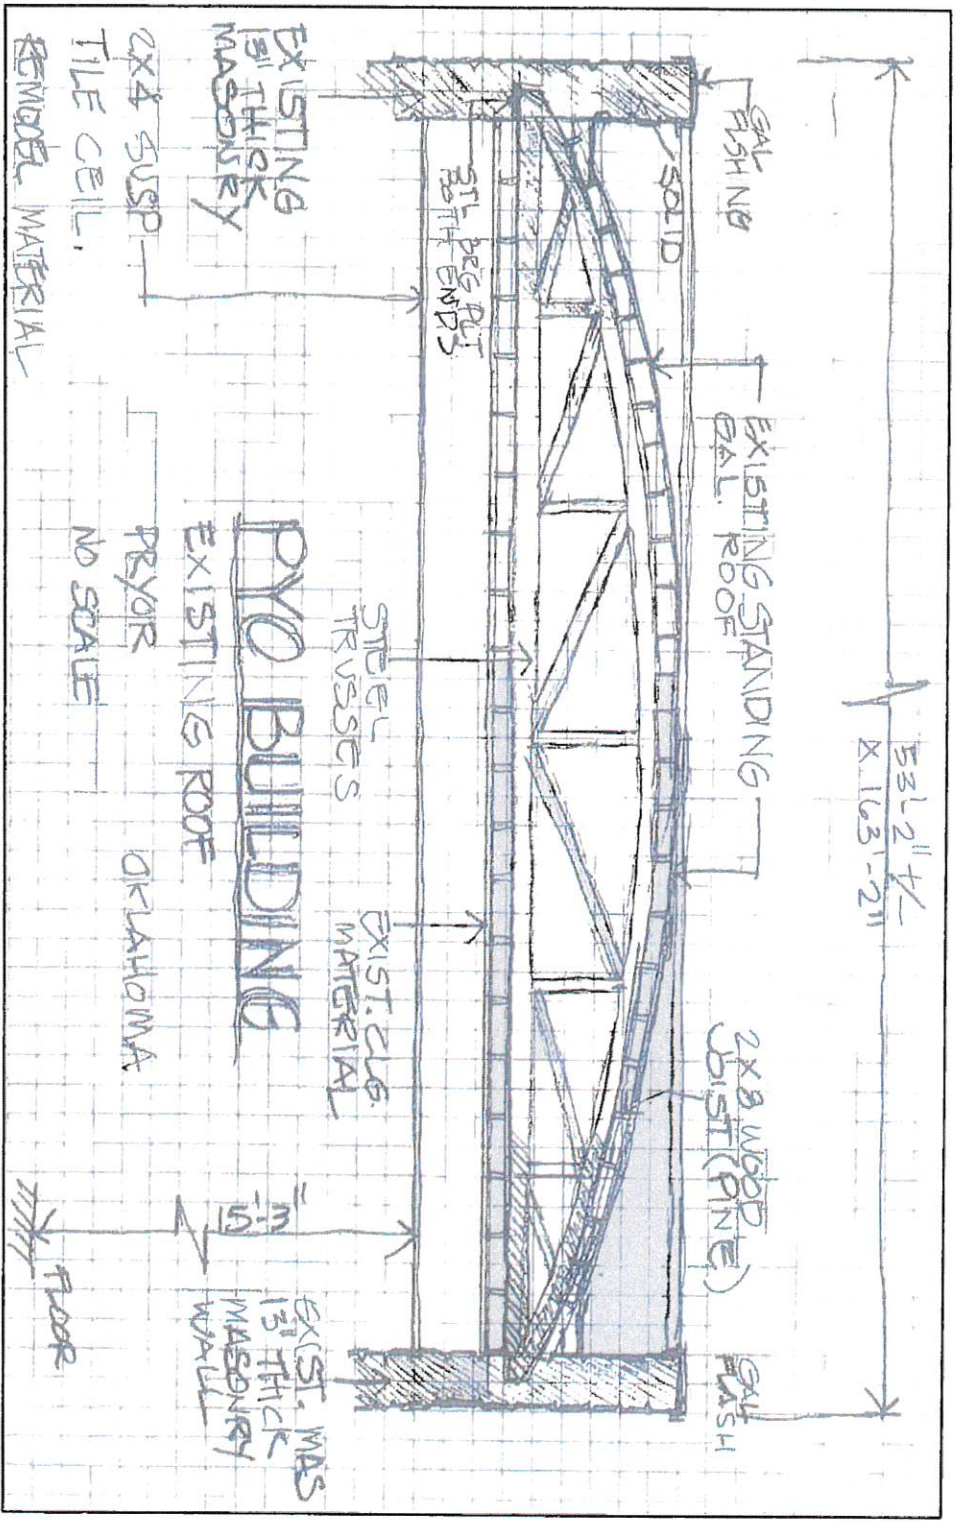 53'-2" +/-
X 163'-2"
GAL
FLSHNG
SOLID
EXISTING STANDING
GAL. ROOF
2X8 WOOD
JOIST (PINE)
GAL
FLASH
STL BRG PLT
BOTH ENDS
EXISTING
13" THICK
MASONRY
2X4 SUSP
TILE CEIL.
REMODEL MATERIAL
STEEL
TRUSSES
EXIST. CLG
MATERIAL
PYO BUILDING
EXISTING ROOF
PRYOR
OKLAHOMA
NO SCALE
EXIST. MAS
13" THICK
MASONRY
WALL
FLOOR